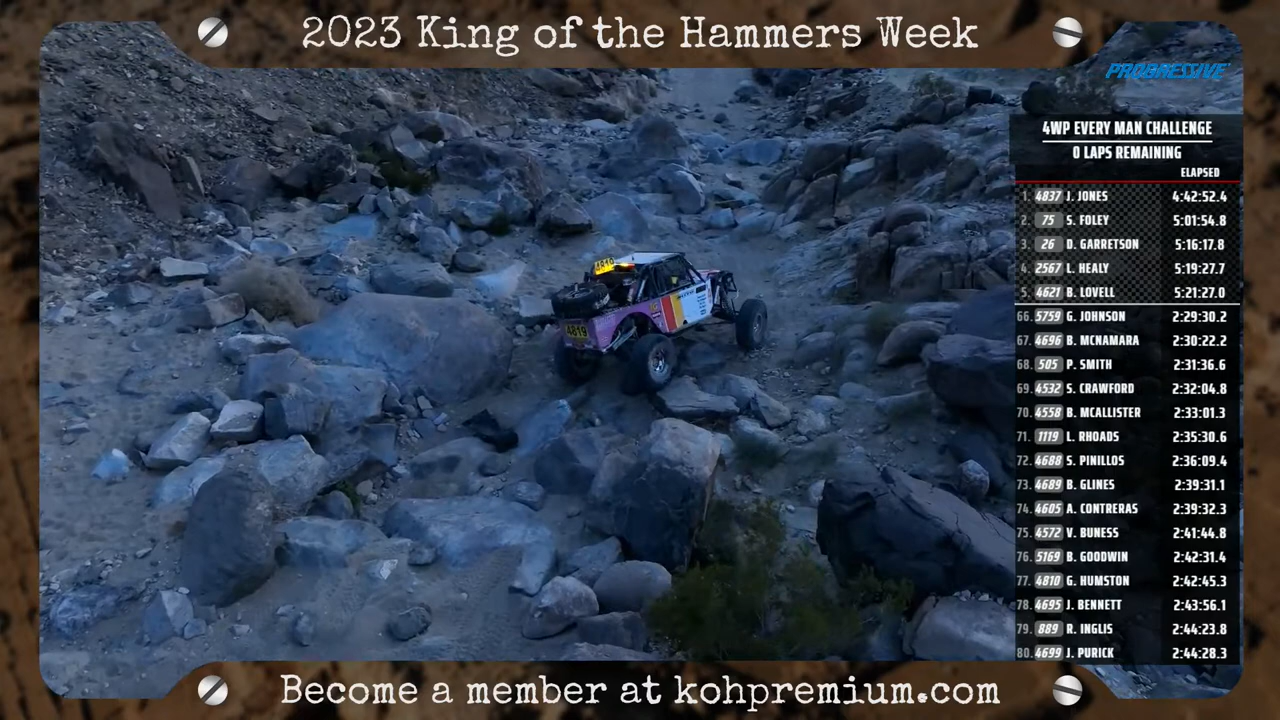 2023 King of the Hammers Week
PROGRESSIVE
4WP EVERY MAN CHALLENGE
0 LAPS REMAINING
ELAPSED
1. 4837 J. JONES 4:42:52.4
2. 75 S. FOLEY 5:01:54.8
3. 26 D. GARRETSON 5:16:17.8
4. 2567 L. HEALY 5:19:27.7
5. 4621 B. LOVELL 5:21:27.0
66. 5759 G. JOHNSON 2:29:30.2
67. 4696 B. MCNAMARA 2:30:22.2
68. 505 P. SMITH 2:31:36.6
69. 4532 S. CRAWFORD 2:32:04.8
70. 4558 B. MCALLISTER 2:33:01.3
71. 1119 L. RHOADS 2:35:30.6
72. 4688 S. PINILLOS 2:36:09.4
73. 4689 B. GLINES 2:39:31.1
74. 4605 A. CONTRERAS 2:39:32.3
75. 4572 V. BUNESS 2:41:44.8
76. 5169 B. GOODWIN 2:42:31.4
77. 4810 G. HUMSTON 2:42:45.3
78. 4695 J. BENNETT 2:43:56.1
79. 889 R. INGLIS 2:44:23.8
80. 4699 J. PURICK 2:44:28.3
4819
Become a member at kohpremium.com